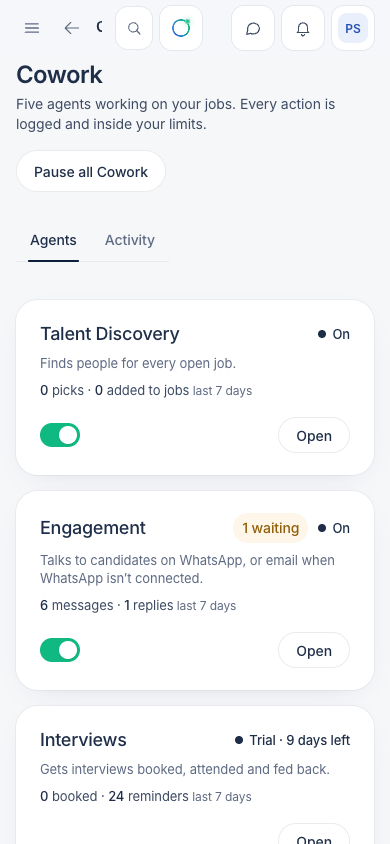 PS
Cowork
Five agents working on your jobs. Every action is
logged and inside your limits.
Pause all Cowork
Agents Activity
Talent Discovery On
Finds people for every open job.
0 picks · 0 added to jobs last 7 days
Open
Engagement 1 waiting On
Talks to candidates on WhatsApp, or email when
WhatsApp isn't connected.
6 messages · 1 replies last 7 days
Open
Interviews Trial · 9 days left
Gets interviews booked, attended and fed back.
0 booked · 24 reminders last 7 days
Open